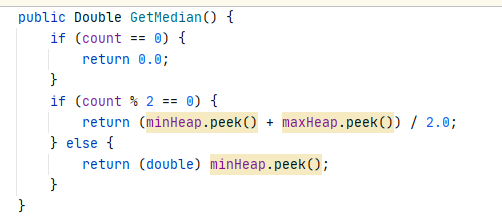 public Double GetMedian() {
    if (count == 0) {
        return 0.0;
    }
    if (count % 2 == 0) {
        return (minHeap.peek() + maxHeap.peek()) / 2.0;
    } else {
        return (double) minHeap.peek();
    }
}